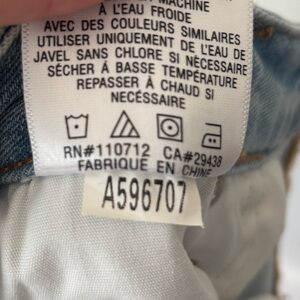 MACHINE
À L'EAU FROIDE
AVEC DES COULEURS SIMILAIRES
UTILISER UNIQUEMENT DE L'EAU DE
JAVEL SANS CHLORE SI NÉCESSAIRE
SÉCHER À BASSE TEMPÉRATURE
REPASSER À CHAUD SI
NÉCESSAIRE
RN#110712 CA#29438
FABRIQUÉ EN CHINE
A596707